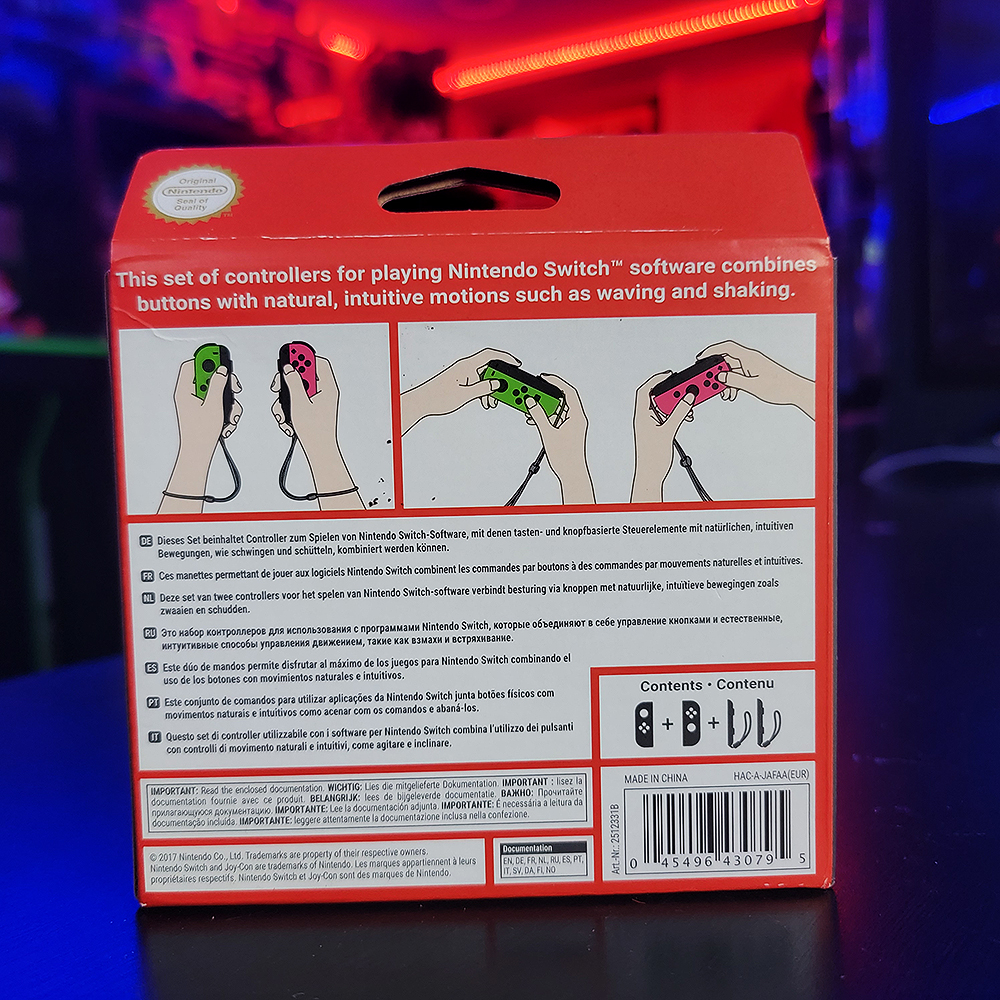 Original
Nintendo
Seal of
Quality
TM
This set of controllers for playing Nintendo Switch™ software combines
buttons with natural, intuitive motions such as waving and shaking.
DE Dieses Set beinhaltet Controller zum Spielen von Nintendo Switch-Software, mit denen tasten- und knopfbasierte Steuerelemente mit natürlichen, intuitiven
Bewegungen, wie schwingen und schütteln, kombiniert werden können.
FR Ces manettes permettant de jouer aux logiciels Nintendo Switch combinent les commandes par boutons à des commandes par mouvements naturelles et intuitives.
NL Deze set van twee controllers voor het spelen van Nintendo Switch-software verbindt besturing via knoppen met natuurlijke, intuïtieve bewegingen zoals
zwaaien en schudden.
RU Это набор контроллеров для использования с программами Nintendo Switch, которые объединяют в себе управление кнопками и естественные,
интуитивные способы управления движением, такие как взмахи и встряхивание.
ES Este dúo de mandos permite disfrutar al máximo de los juegos para Nintendo Switch combinando el
uso de los botones con movimientos naturales e intuitivos.
PT Este conjunto de comandos para utilizar aplicações da Nintendo Switch junta botões físicos com
movimentos naturais e intuitivos como acenar com os comandos e abaná-los.
IT Questo set di controller utilizzabile con i software per Nintendo Switch combina l'utilizzo dei pulsanti
con controlli di movimento naturali e intuitivi, come agitare e inclinare.
Contents • Contenu
+ +
IMPORTANT: Read the enclosed documentation. WICHTIG: Lies die mitgelieferte Dokumentation. IMPORTANT : lisez la
documentation fournie avec ce produit. BELANGRIJK: lees de bijgeleverde documentatie. ВАЖНО: Прочитайте
прилагающуюся документацию. IMPORTANTE: Lee la documentación adjunta. IMPORTANTE: É necessária a leitura da
documentação incluída. IMPORTANTE: leggere attentamente la documentazione inclusa nella confezione.
© 2017 Nintendo Co., Ltd. Trademarks are property of their respective owners.
Nintendo Switch and Joy-Con are trademarks of Nintendo. Les marques appartiennent à leurs
propriétaires respectifs. Nintendo Switch et Joy-Con sont des marques de Nintendo.
Documentation
EN, DE, FR, NL, RU, ES, PT,
IT, SV, DA, FI, NO
MADE IN CHINA HAC-A-JAFAA(EUR)
Art.-Nr.: 2512331B
0 45496 43079 5